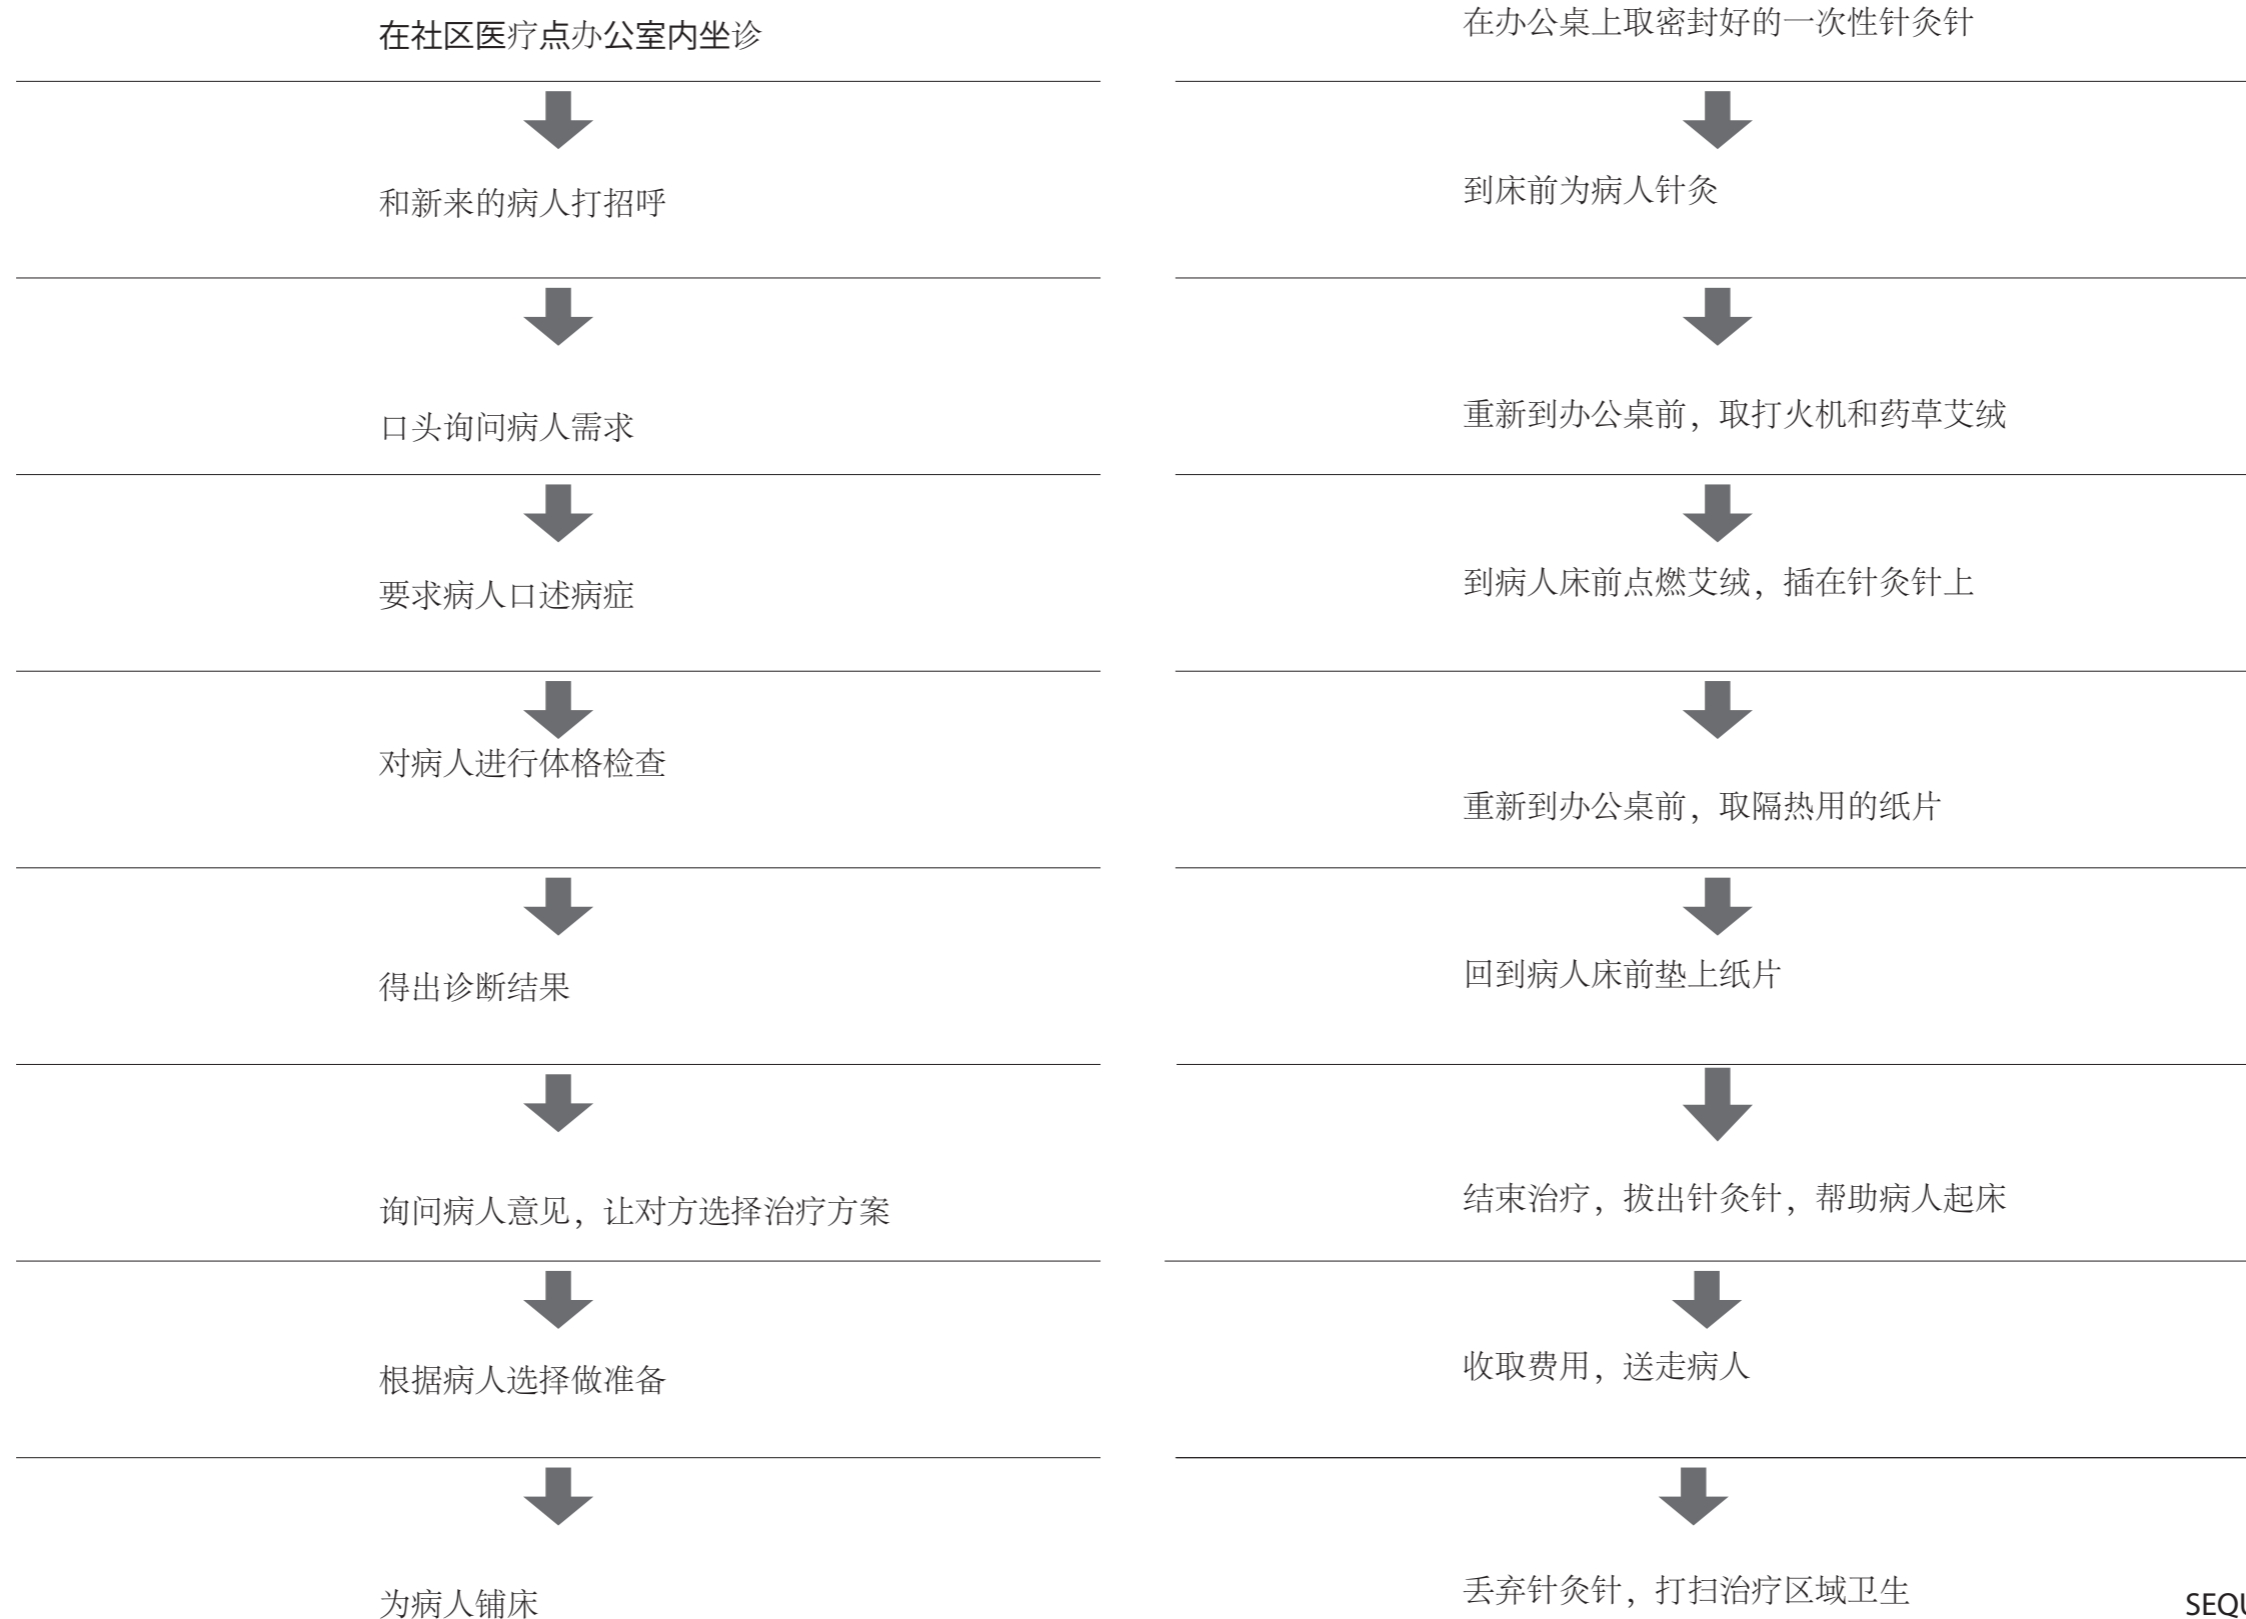 在社区医疗点办公室内坐诊
和新来的病人打招呼
口头询问病人需求
要求病人口述病症
对病人进行体格检查
得出诊断结果
询问病人意见，让对方选择治疗方案
根据病人选择做准备
为病人铺床
在办公桌上取密封好的一次性针灸针
到床前为病人针灸
重新到办公桌前，取打火机和药草艾绒
到病人床前点燃艾绒，插在针灸针上
重新到办公桌前，取隔热用的纸片
回到病人床前垫上纸片
结束治疗，拔出针灸针，帮助病人起床
收取费用，送走病人
丢弃针灸针，打扫治疗区域卫生